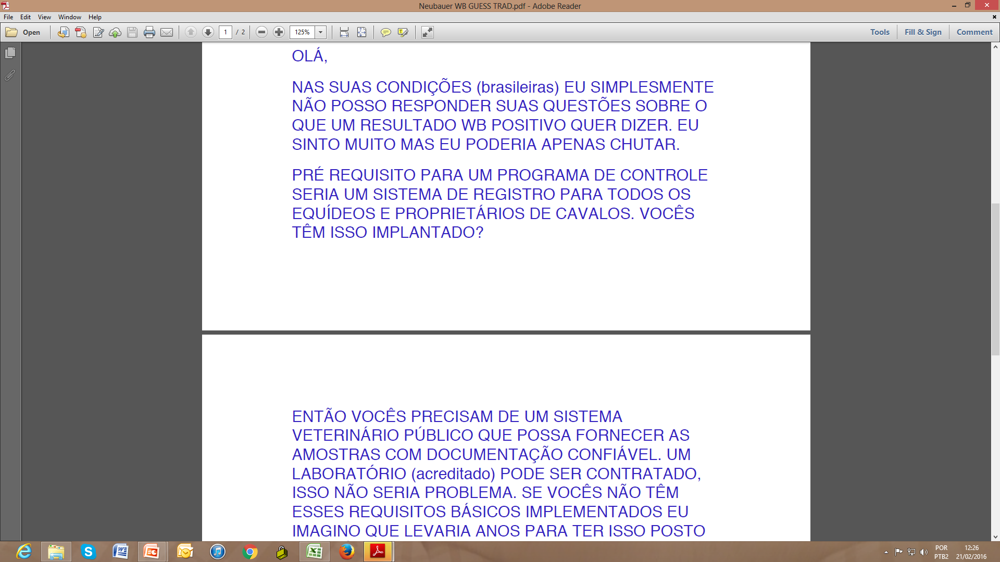 Neubauer WB GUESS TRAD.pdf - Adobe Reader
File Edit View Window Help
Open 1 / 2 125% Tools Fill & Sign Comment
OLÁ,
NAS SUAS CONDIÇÕES (brasileiras) EU SIMPLESMENTE
NÃO POSSO RESPONDER SUAS QUESTÕES SOBRE O
QUE UM RESULTADO WB POSITIVO QUER DIZER. EU
SINTO MUITO MAS EU PODERIA APENAS CHUTAR.
PRÉ REQUISITO PARA UM PROGRAMA DE CONTROLE
SERIA UM SISTEMA DE REGISTRO PARA TODOS OS
EQUÍDEOS E PROPRIETÁRIOS DE CAVALOS. VOCÊS
TÊM ISSO IMPLANTADO?
ENTÃO VOCÊS PRECISAM DE UM SISTEMA
VETERINÁRIO PÚBLICO QUE POSSA FORNECER AS
AMOSTRAS COM DOCUMENTAÇÃO CONFIÁVEL. UM
LABORATÓRIO (acreditado) PODE SER CONTRATADO,
ISSO NÃO SERIA PROBLEMA. SE VOCÊS NÃO TÊM
ESSES REQUISITOS BÁSICOS IMPLEMENTADOS EU
IMAGINO QUE LEVARIA ANOS PARA TER ISSO POSTO
POR 12:26
PTB2 21/02/2016